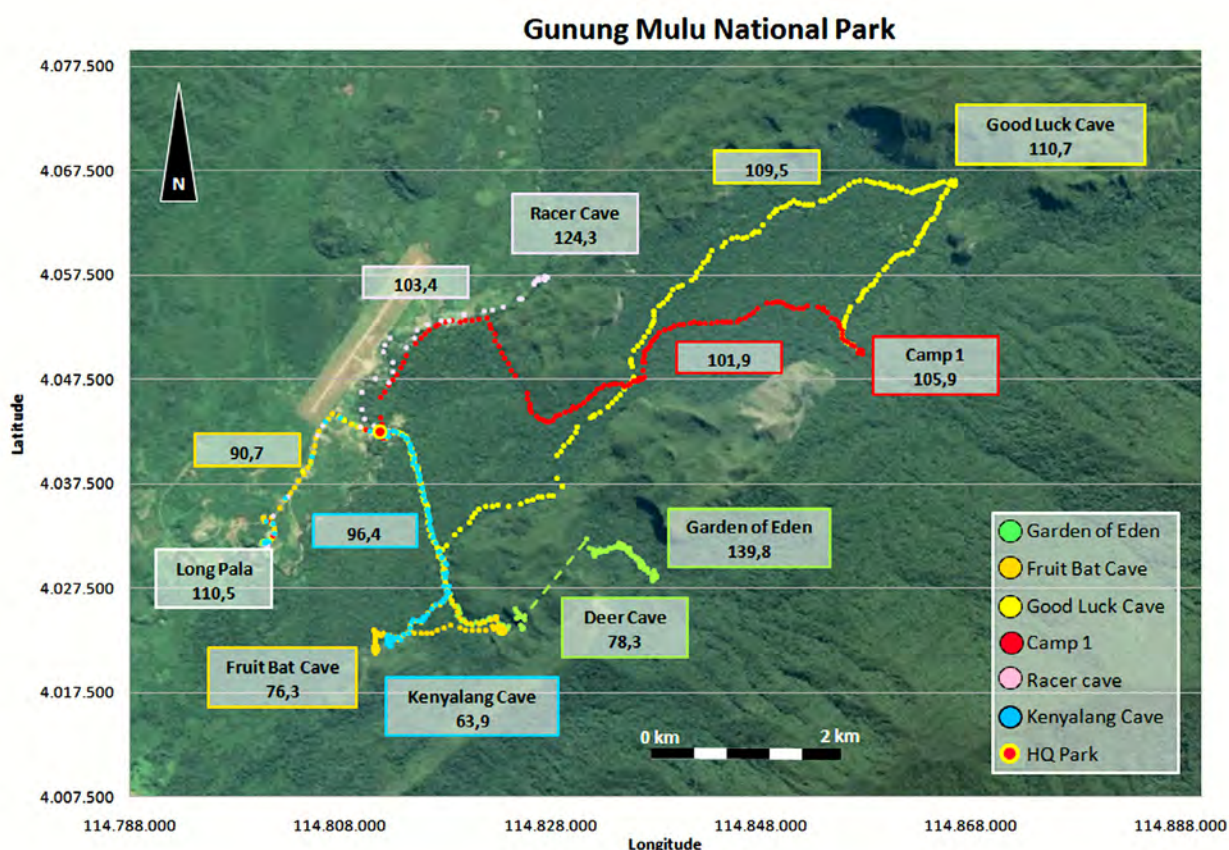 Gunung Mulu National Park
4.077.500
4.067.500
4.057.500
4.047.500
4.037.500
4.027.500
4.017.500
4.007.500
Latitude
N
Good Luck Cave
110,7
109,5
Racer Cave
124,3
103,4
101,9
Camp 1
105,9
90,7
96,4
Long Pala
110,5
Garden of Eden
139,8
Deer Cave
78,3
Fruit Bat Cave
76,3
Kenyalang Cave
63,9
0 km
2 km
Garden of Eden
Fruit Bat Cave
Good Luck Cave
Camp 1
Racer cave
Kenyalang Cave
HQ Park
114.788.000
114.808.000
114.828.000
114.848.000
114.868.000
114.888.000
Longitude